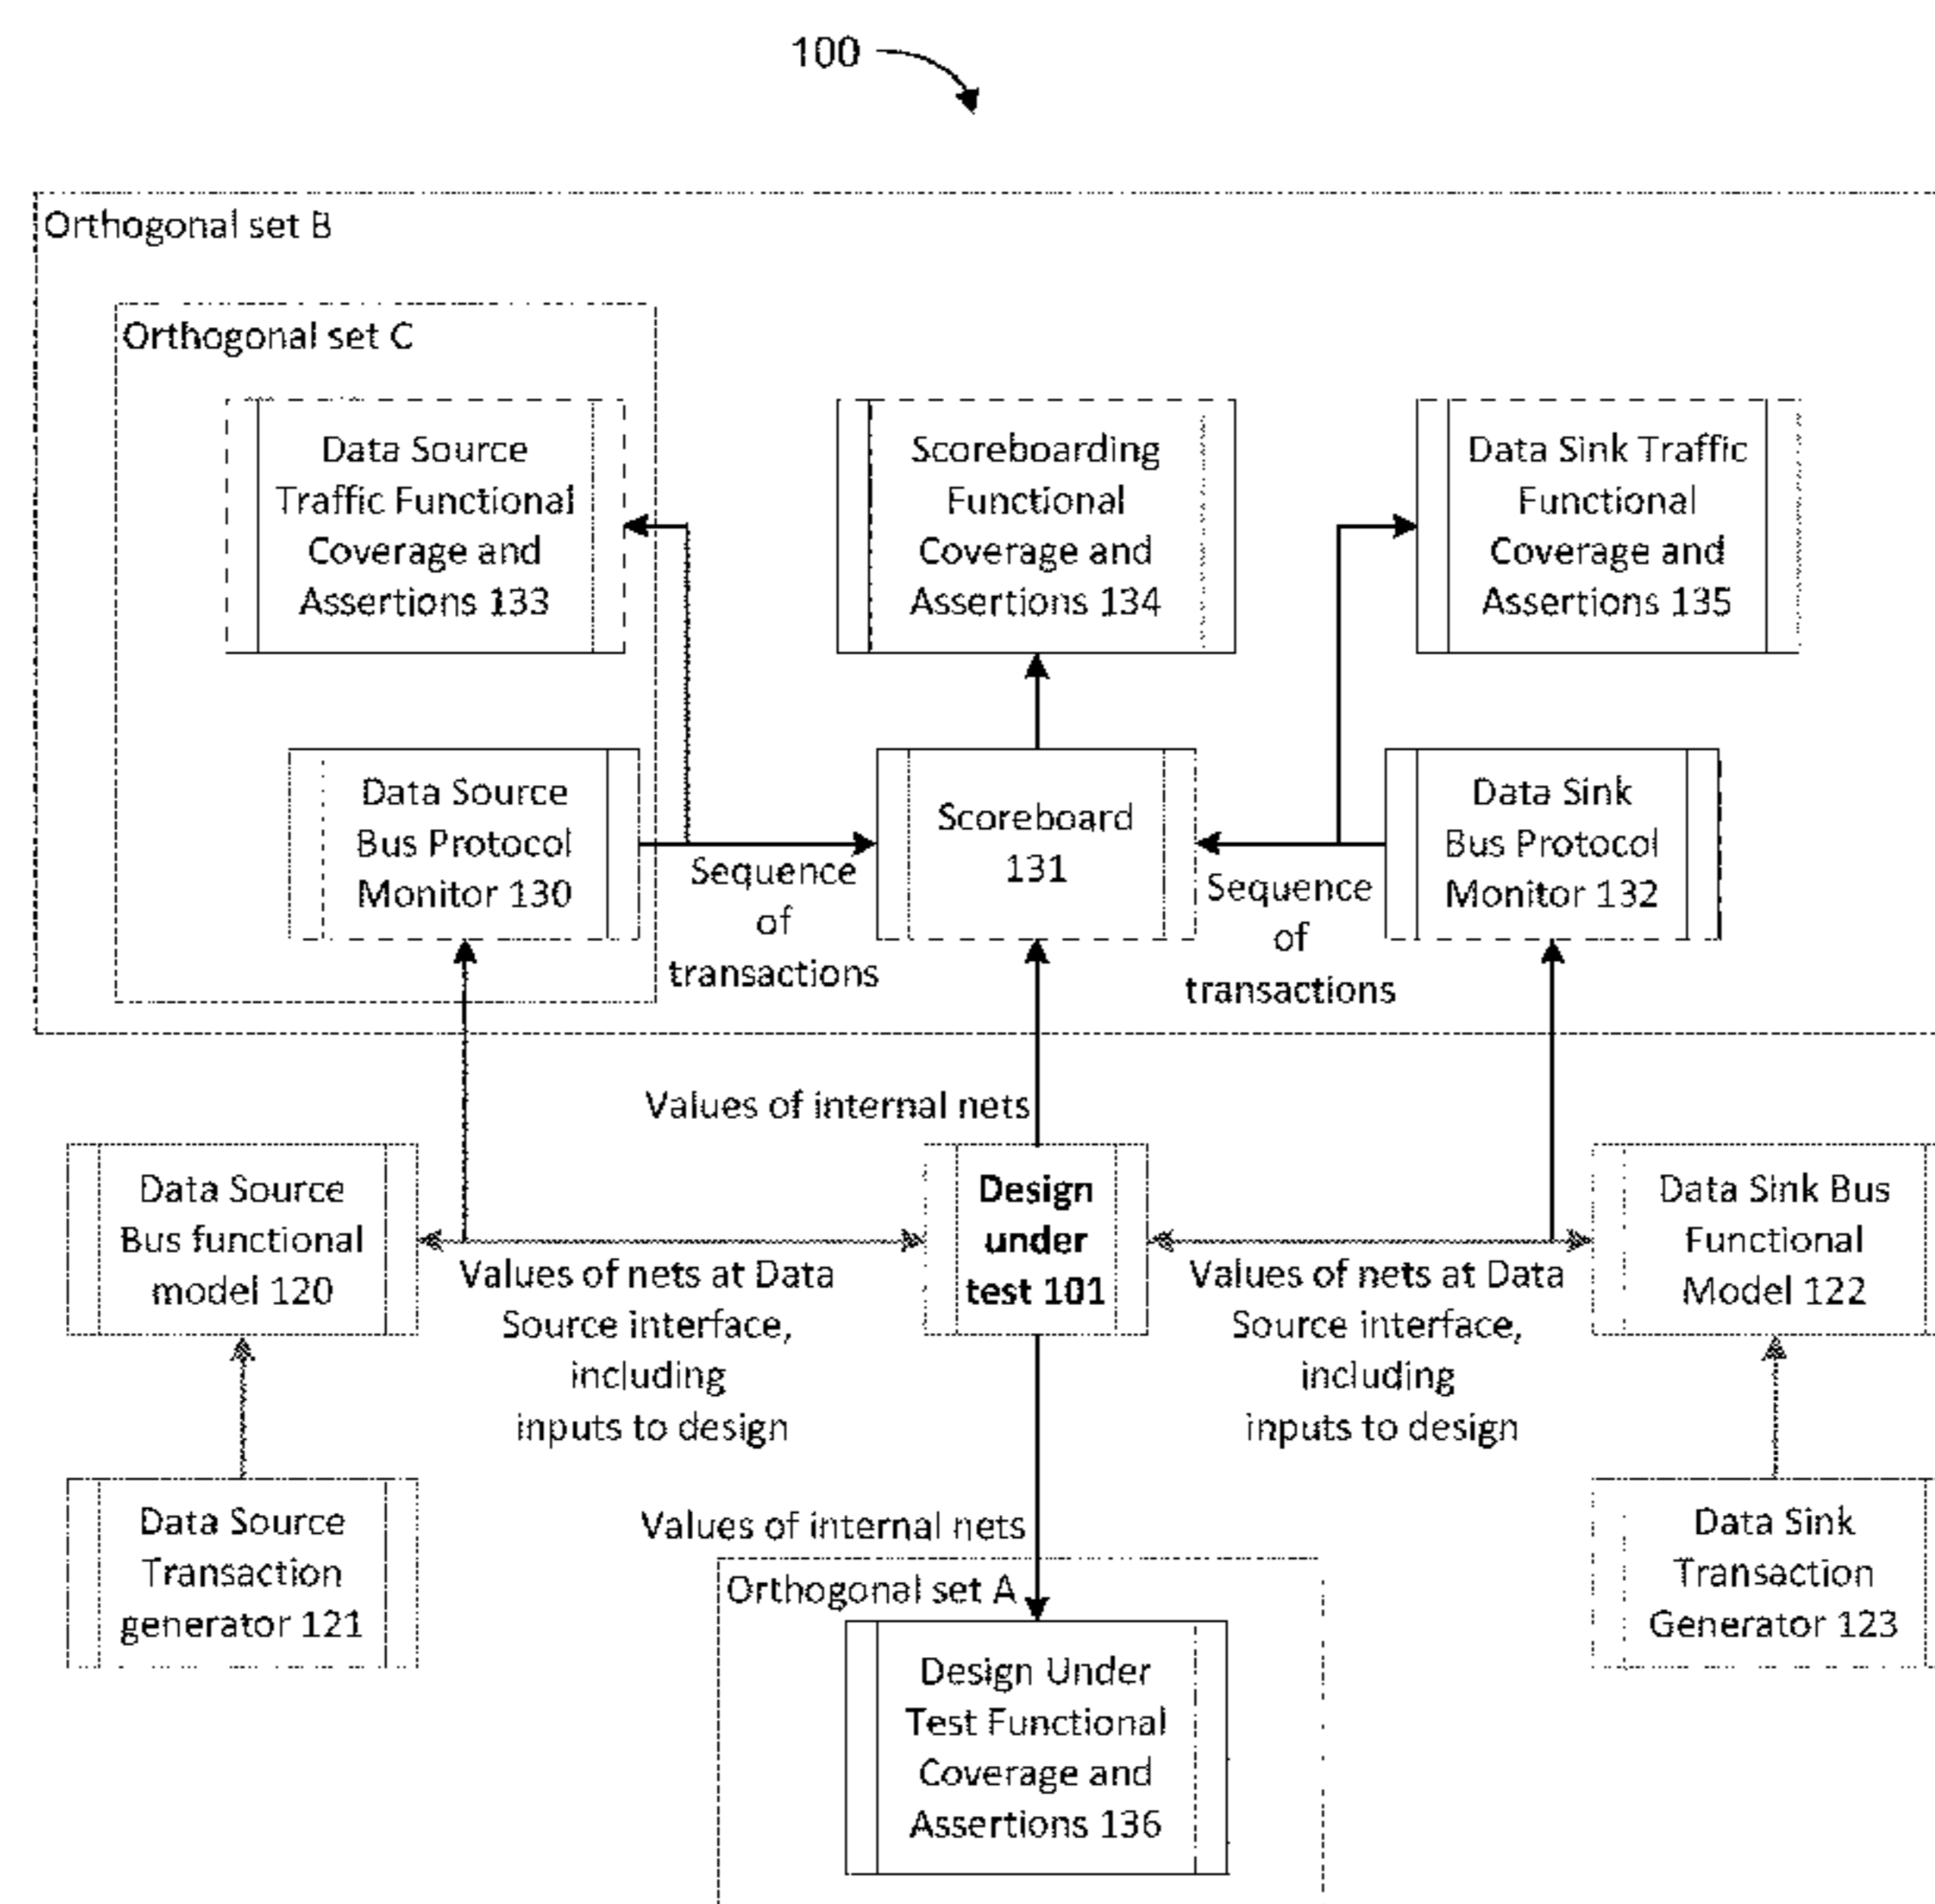 100
Orthogonal set B
Orthogonal set C
Data Source
Traffic Functional
Coverage and
Assertions 133
Scoreboarding
Functional
Coverage and
Assertions 134
Data Sink Traffic
Functional
Coverage and
Assertions 135
Data Source
Bus Protocol
Monitor 130
Sequence
of
transactions
Scoreboard
131
Sequence
of
transactions
Data Sink
Bus Protocol
Monitor 132
Values of internal nets
Data Source
Bus functional
model 120
Values of nets at Data
Source interface,
including
inputs to design
Design
under
test 101
Values of nets at Data
Source interface,
including
inputs to design
Data Sink Bus
Functional
Model 122
Data Source
Transaction
generator 121
Values of internal nets
Data Sink
Transaction
Generator 123
Orthogonal set A
Design Under
Test Functional
Coverage and
Assertions 136